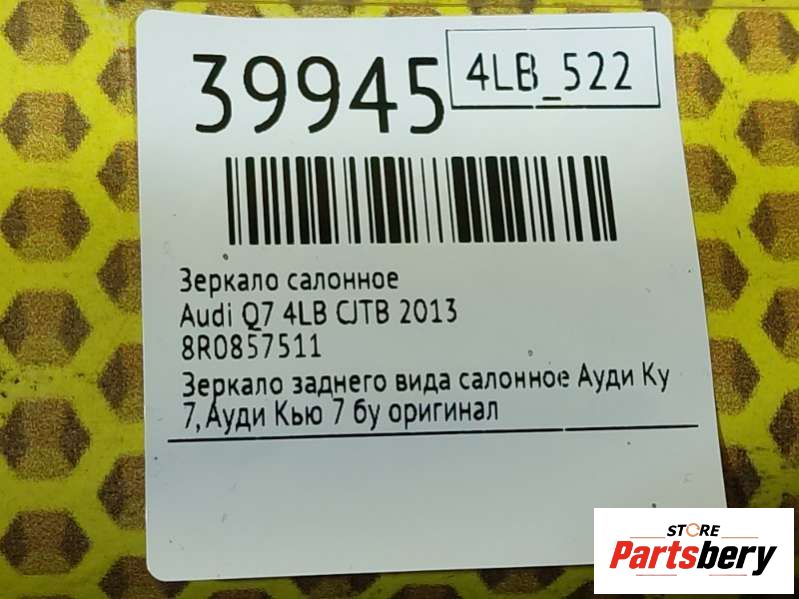 39945
4LB_522
Зеркало салонное
Audi Q7 4LB CJTB 2013
8R0857511
Зеркало заднего вида салонное Ауди Ку
7, Ауди Кью 7 бу оригинал
STORE
Partsbery